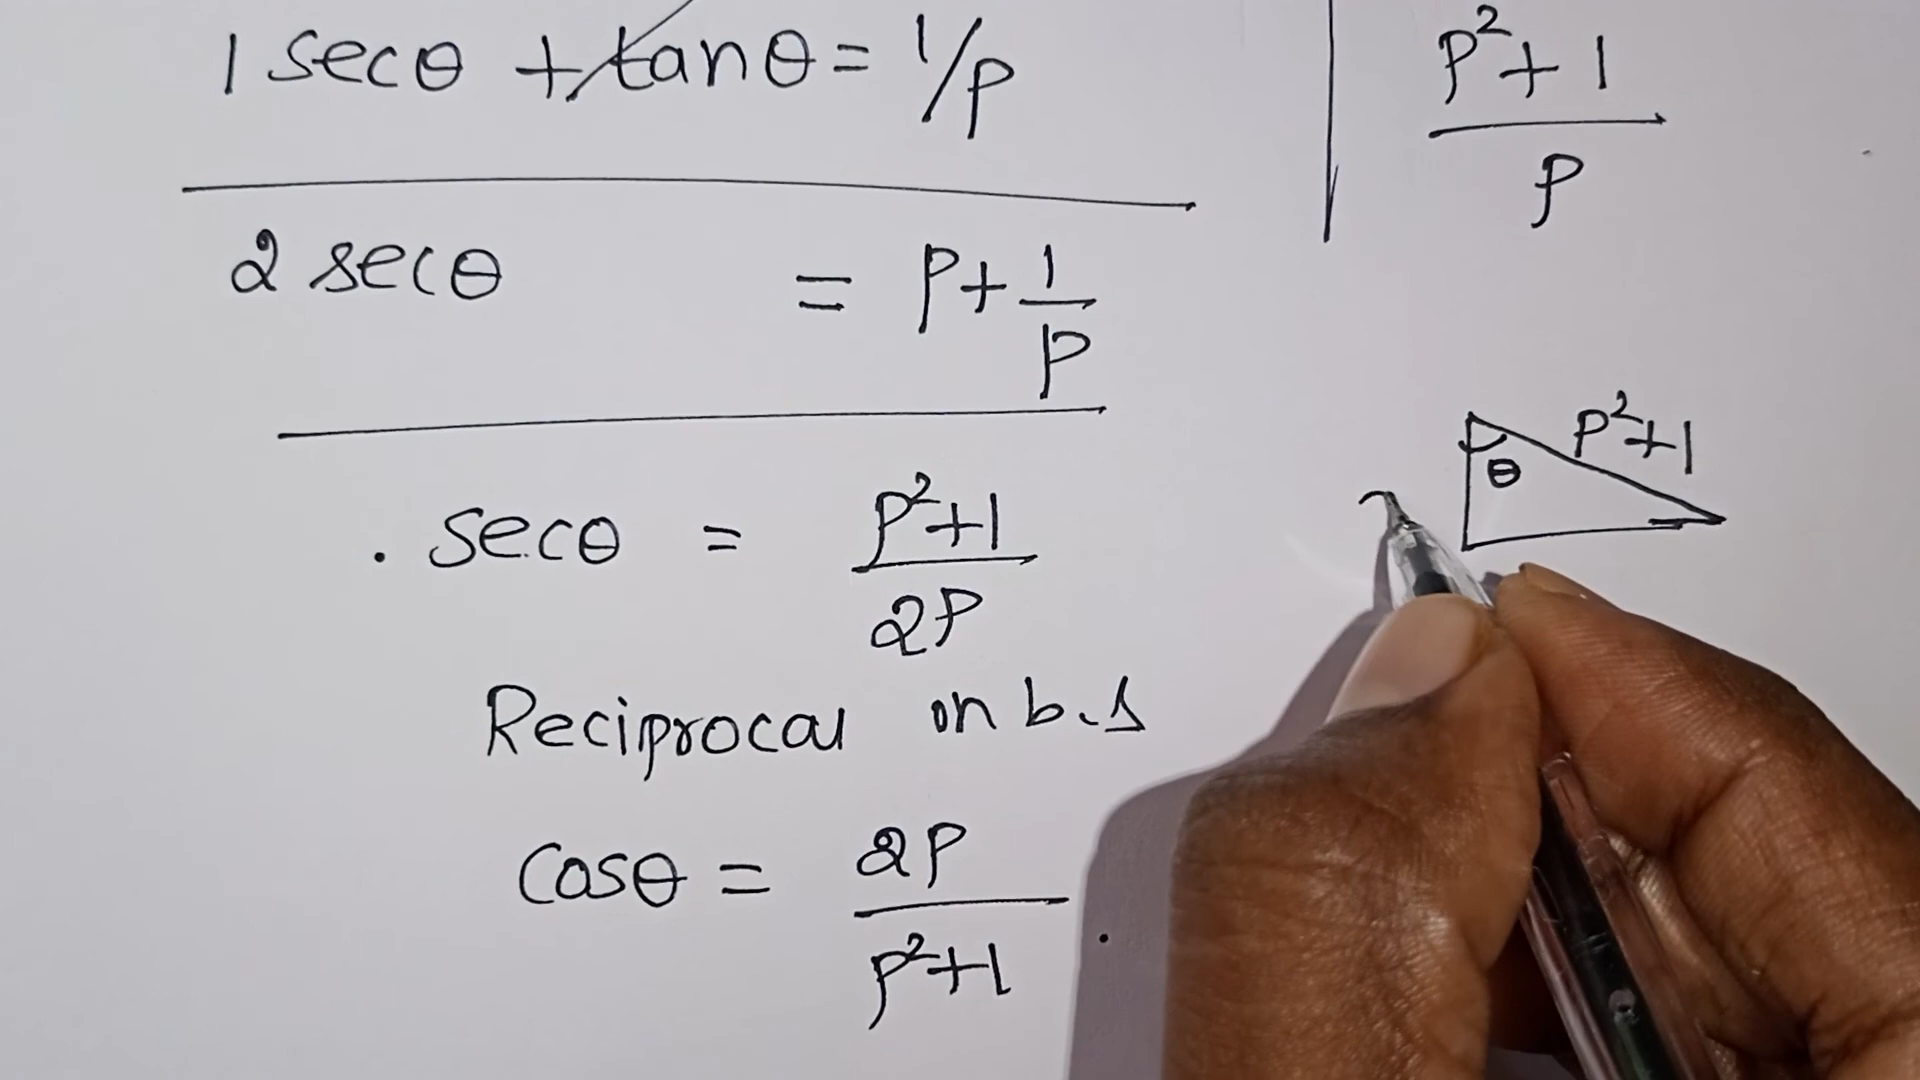 1 secθ + tanθ = 1/p
2 secθ = p + 1/p
. secθ = p²+1/2p
Reciprocal on b.s
Cosθ = 2p/p²+1
p²+1/p
p²+1
θ